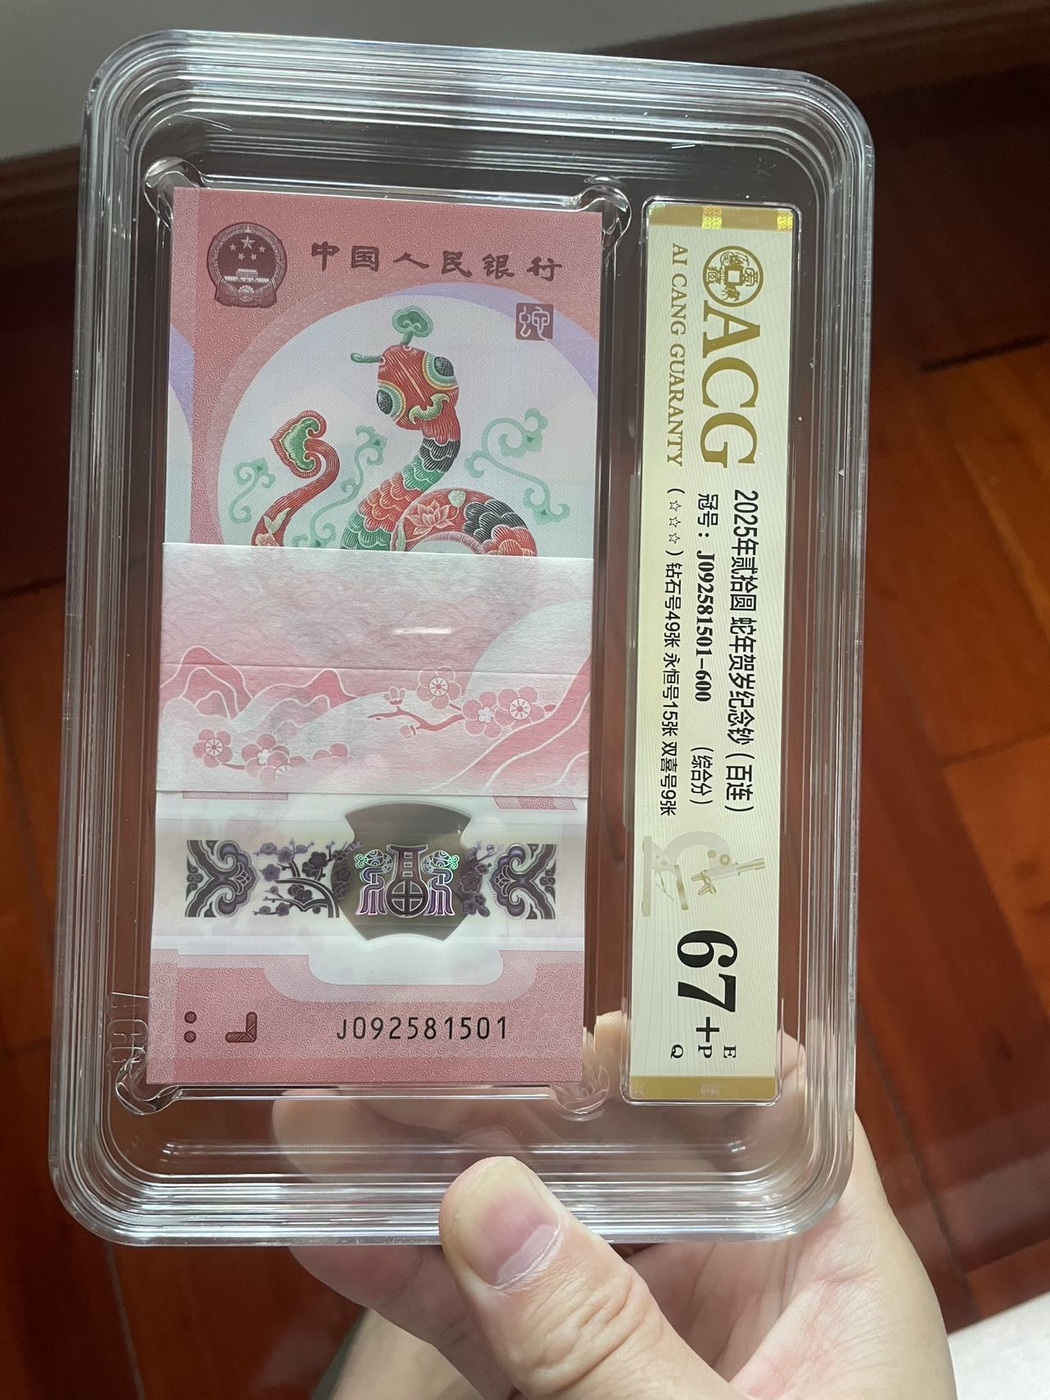 中国人民银行
蛇
J092581501
ACG
AI CANG GUARANTY
2025年贰拾圆 蛇年贺岁纪念钞（百连）
冠号：J092581501-600 （综合分）
（☆☆☆）钻石号49张 永恒号15张 双喜号9张
67+
E
P
Q